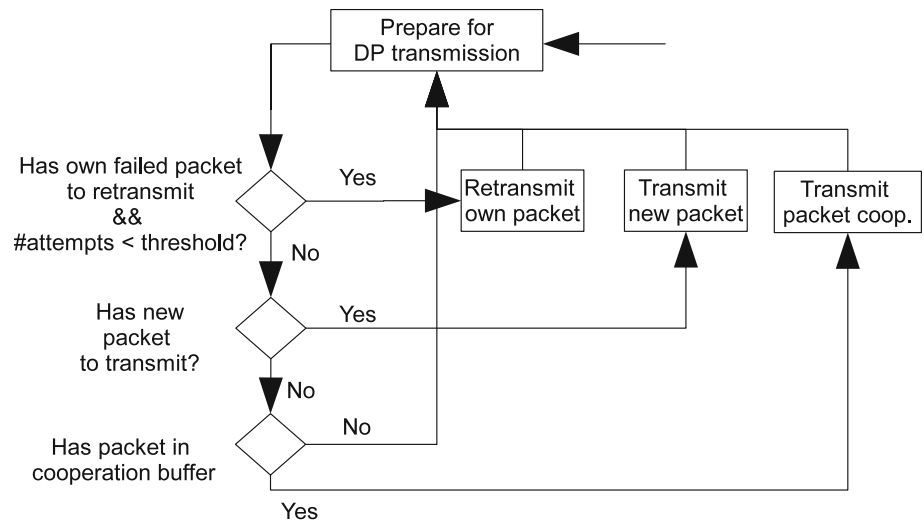 Prepare for
DP transmission
Has own failed packet
to retransmit
&&
#attempts < threshold?
Yes
Retransmit
own packet
Transmit
new packet
Transmit
packet coop.
No
Has new
packet
to transmit?
Yes
No
Has packet in
cooperation buffer
No
Yes